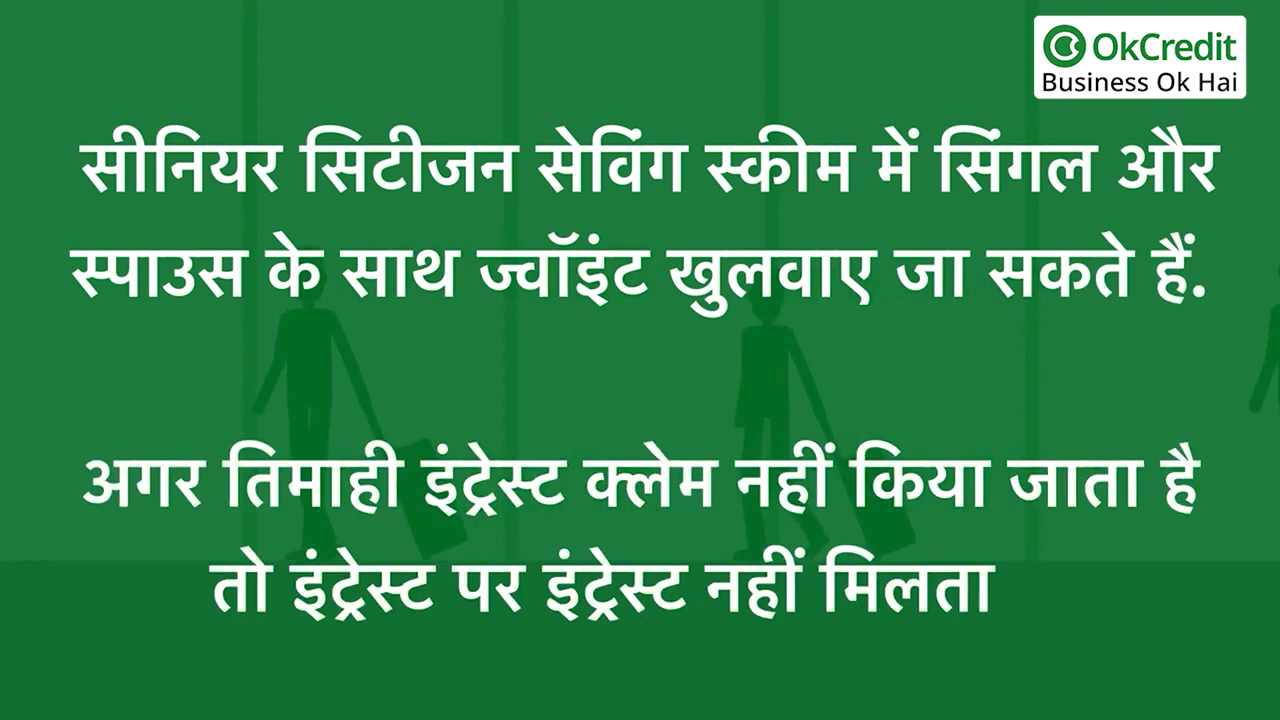 OkCredit
Business Ok Hai
सीनियर सिटीजन सेविंग स्कीम में सिंगल और
स्पाउस के साथ ज्वॉइंट खुलवाए जा सकते हैं.
अगर तिमाही इंट्रेस्ट क्लेम नहीं किया जाता है
तो इंट्रेस्ट पर इंट्रेस्ट नहीं मिलता